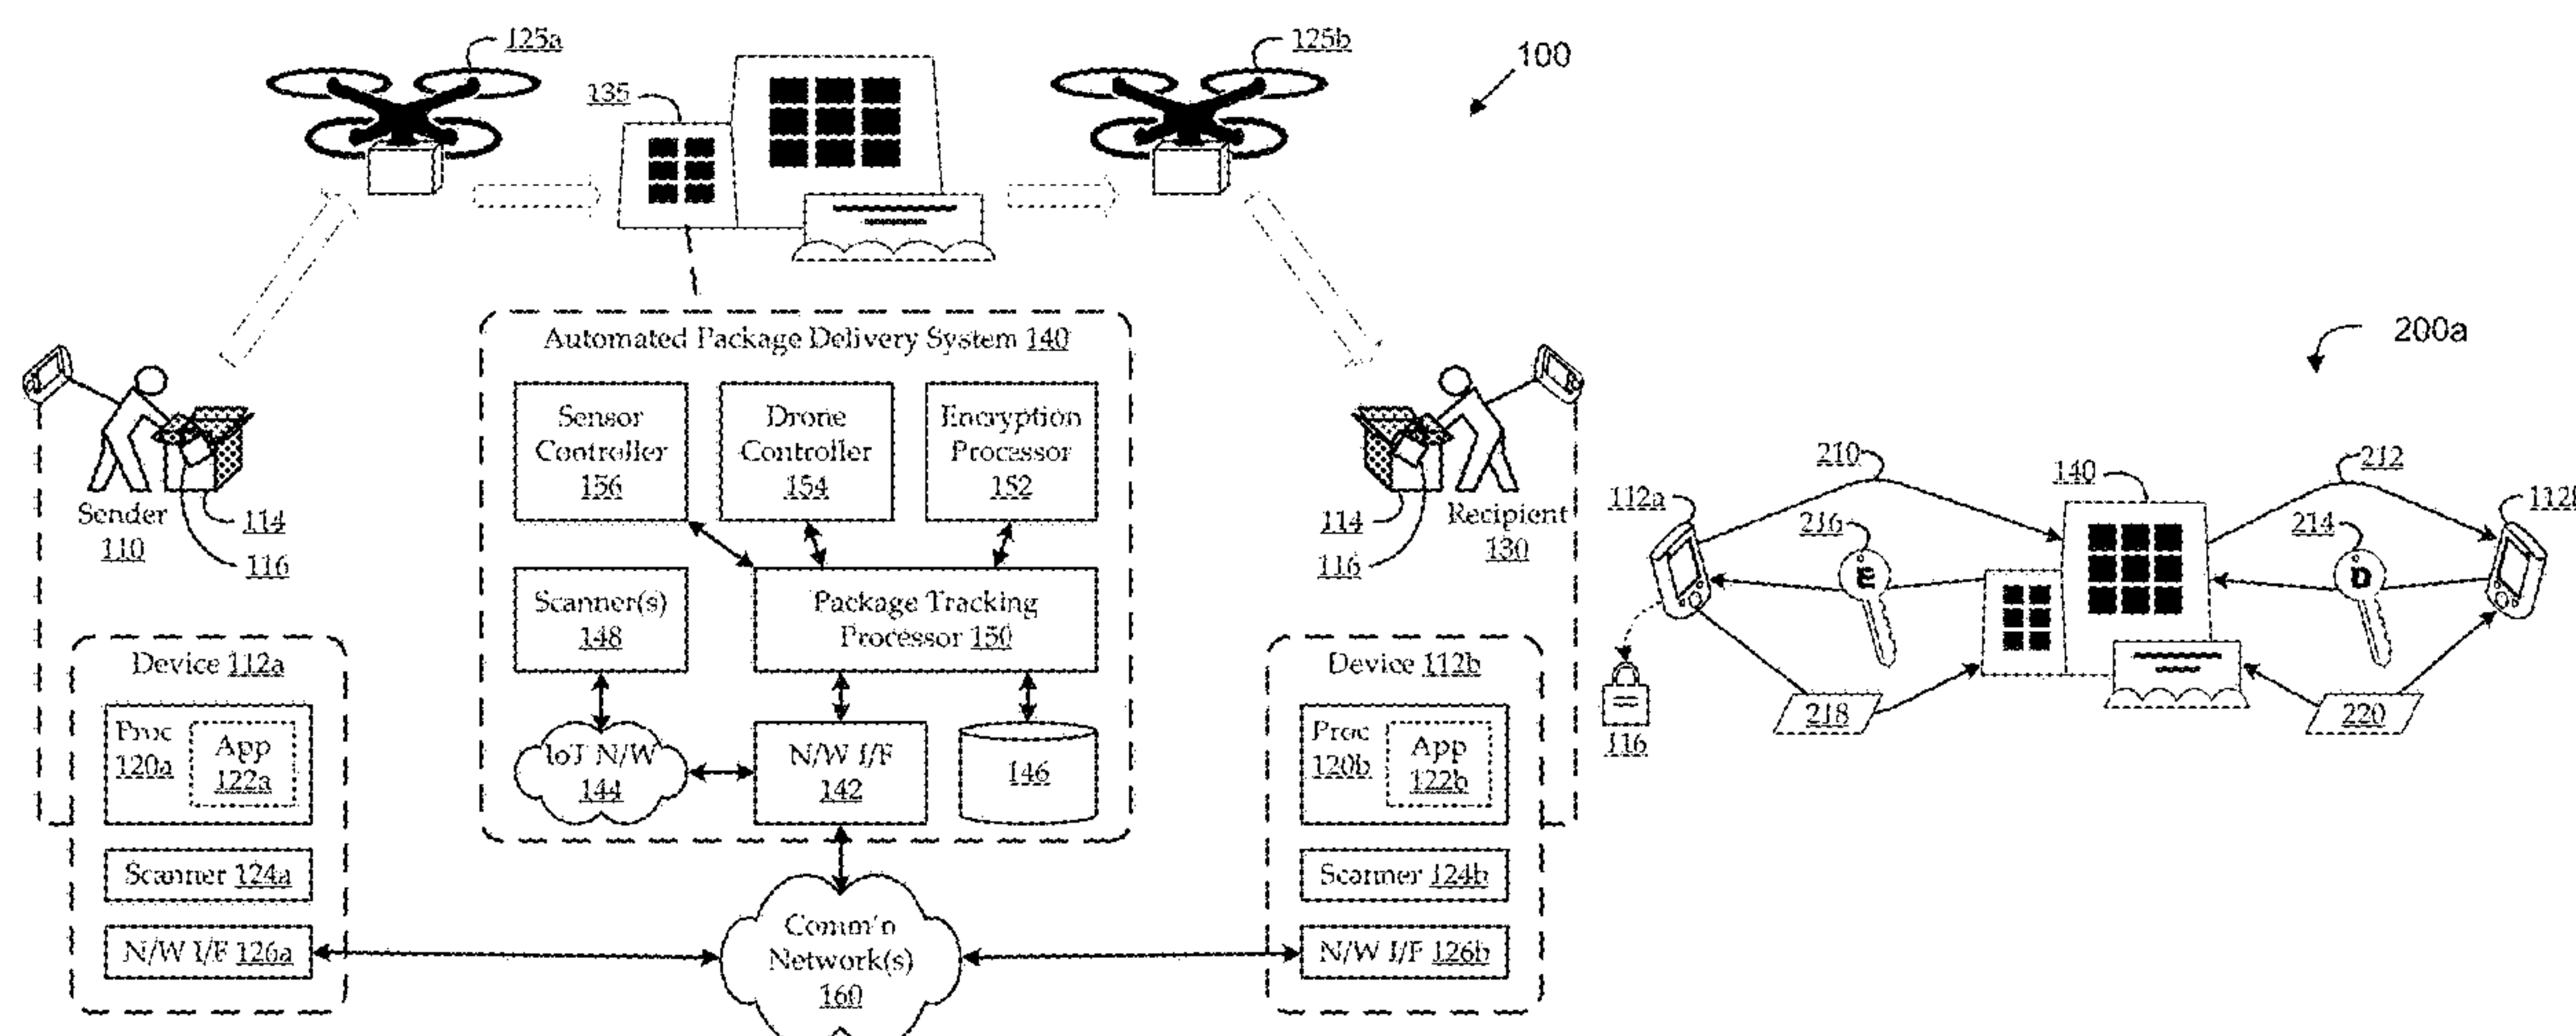 125a
125b
100
135
Automated Package Delivery System 140
200a
Sensor
Controller
156
Drone
Controller
154
Encryption
Processor
152
Sender
110
114
116
114
116
Recipient
130
Scanner(s)
148
Package Tracking
Processor 150
IoT N/W
144
N/W I/F
142
146
Device 112a
Proc
120a
App
122a
Scanner 124a
N/W I/F 126a
Comm'n
Network(s)
160
Device 112b
Proc
120b
App
122b
Scanner 124b
N/W I/F 126b
210
140
212
112a
216
E
214
D
116
218
220